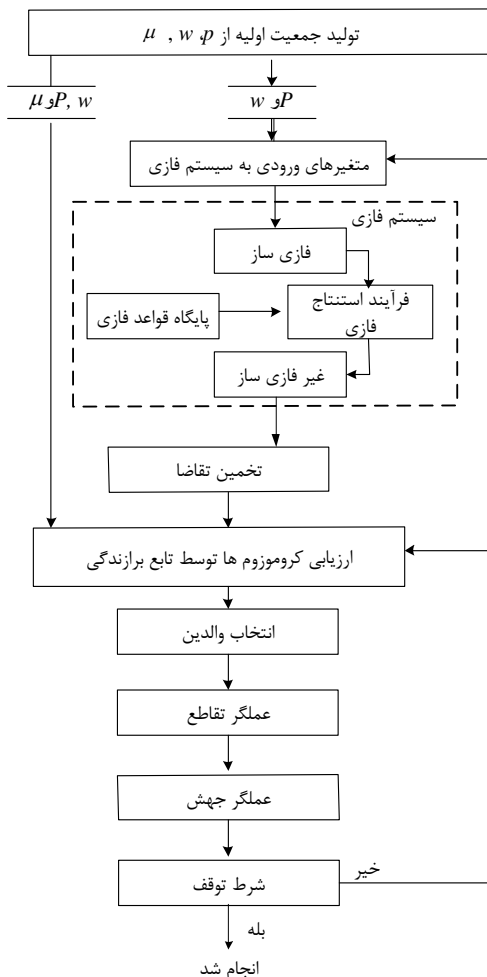 تولید جمعیت اولیه از μ , w ,p
μ و P, w
P و w
متغیرهای ورودی به سیستم فازی
سیستم فازی
فازی ساز
فرآیند استنتاج
فازی
پایگاه قواعد فازی
غیر فازی ساز
تخمین تقاضا
ارزیابی کروموزوم ها توسط تابع برازندگی
انتخاب والدین
عملگر تقاطع
عملگر جهش
شرط توقف
خیر
بله
انجام شد